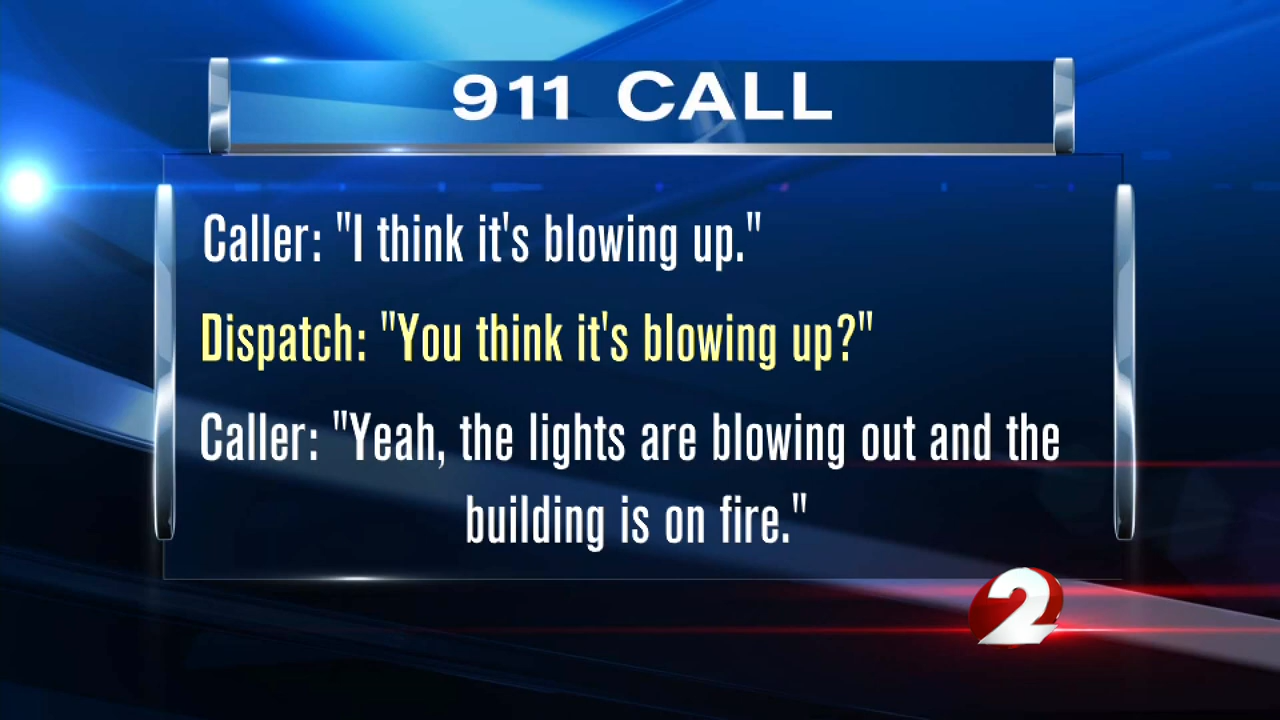 911 CALL
Caller: "I think it's blowing up."
Dispatch: "You think it's blowing up?"
Caller: "Yeah, the lights are blowing out and the
building is on fire."
2